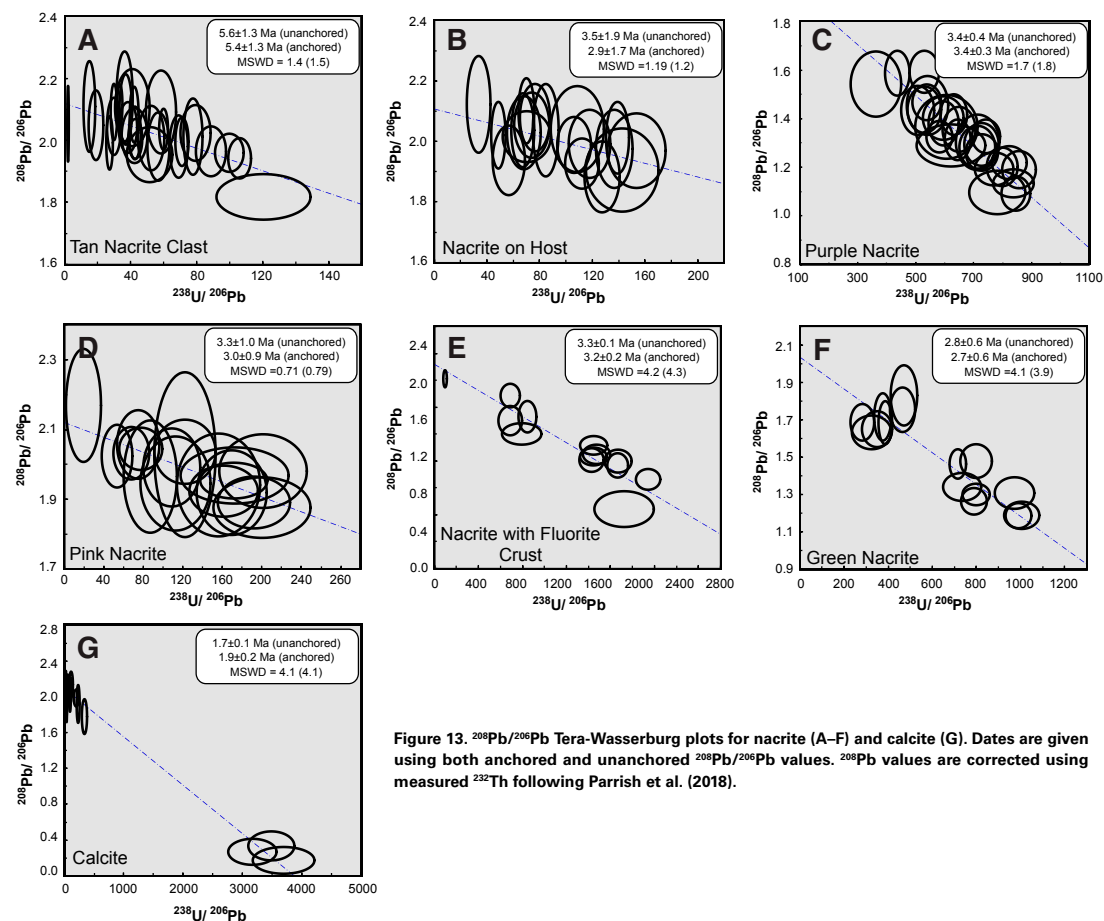 A
5.6±1.3 Ma (unanchored)
5.4±1.3 Ma (anchored)
MSWD = 1.4 (1.5)
2.4
2.2
2.0
1.8
1.6
²⁰⁸Pb/ ²⁰⁶Pb
Tan Nacrite Clast
0 40 80 120
²³⁸U/ ²⁰⁶Pb
B
3.5±1.9 Ma (unanchored)
2.9±1.7 Ma (anchored)
MSWD =1.19 (1.2)
2.4
2.2
2.0
1.8
1.6
²⁰⁸Pb/ ²⁰⁶Pb
Nacrite on Host
0 40 80 120 160 200
²³⁸U/ ²⁰⁶Pb
C
3.4±0.4 Ma (unanchored)
3.4±0.3 Ma (anchored)
MSWD =1.7 (1.8)
1.8
1.6
1.4
1.2
1.0
0.8
²⁰⁸Pb/ ²⁰⁶Pb
Purple Nacrite
100 300 500 700 900 1100
²³⁸U/ ²⁰⁶Pb
D
3.3±1.0 Ma (unanchored)
3.0±0.9 Ma (anchored)
MSWD =0.71 (0.79)
2.3
2.1
1.9
1.7
²⁰⁸Pb/ ²⁰⁶Pb
Pink Nacrite
0 40 80 120 160 200 240
²³⁸U/ ²⁰⁶Pb
E
3.3±0.1 Ma (unanchored)
3.2±0.2 Ma (anchored)
MSWD =4.2 (4.3)
2.0
1.6
1.2
0.8
0.4
0.0
²⁰⁸Pb/ ²⁰⁶Pb
Nacrite with Fluorite
Crust
0 400 800 1200 1600 2000 2400 2800
²³⁸U/ ²⁰⁶Pb
F
2.8±0.6 Ma (unanchored)
2.7±0.6 Ma (anchored)
MSWD =4.1 (3.9)
2.1
1.9
1.7
1.5
1.3
1.1
0.9
²⁰⁸Pb/ ²⁰⁶Pb
Green Nacrite
0 200 400 600 800 1000 1200
²³⁸U/ ²⁰⁶Pb
G
1.7±0.1 Ma (unanchored)
1.9±0.2 Ma (anchored)
MSWD = 4.1 (4.1)
2.8
2.4
2.0
1.6
1.2
0.8
0.4
0.0
²⁰⁸Pb/ ²⁰⁶Pb
Calcite
0 1000 2000 3000 4000 5000
²³⁸U/ ²⁰⁶Pb
Figure 13. ²⁰⁸Pb/²⁰⁶Pb Tera-Wasserburg plots for nacrite (A–F) and calcite (G). Dates are given
using both anchored and unanchored ²⁰⁸Pb/²⁰⁶Pb values. ²⁰⁸Pb values are corrected using
measured ²³²Th following Parrish et al. (2018).